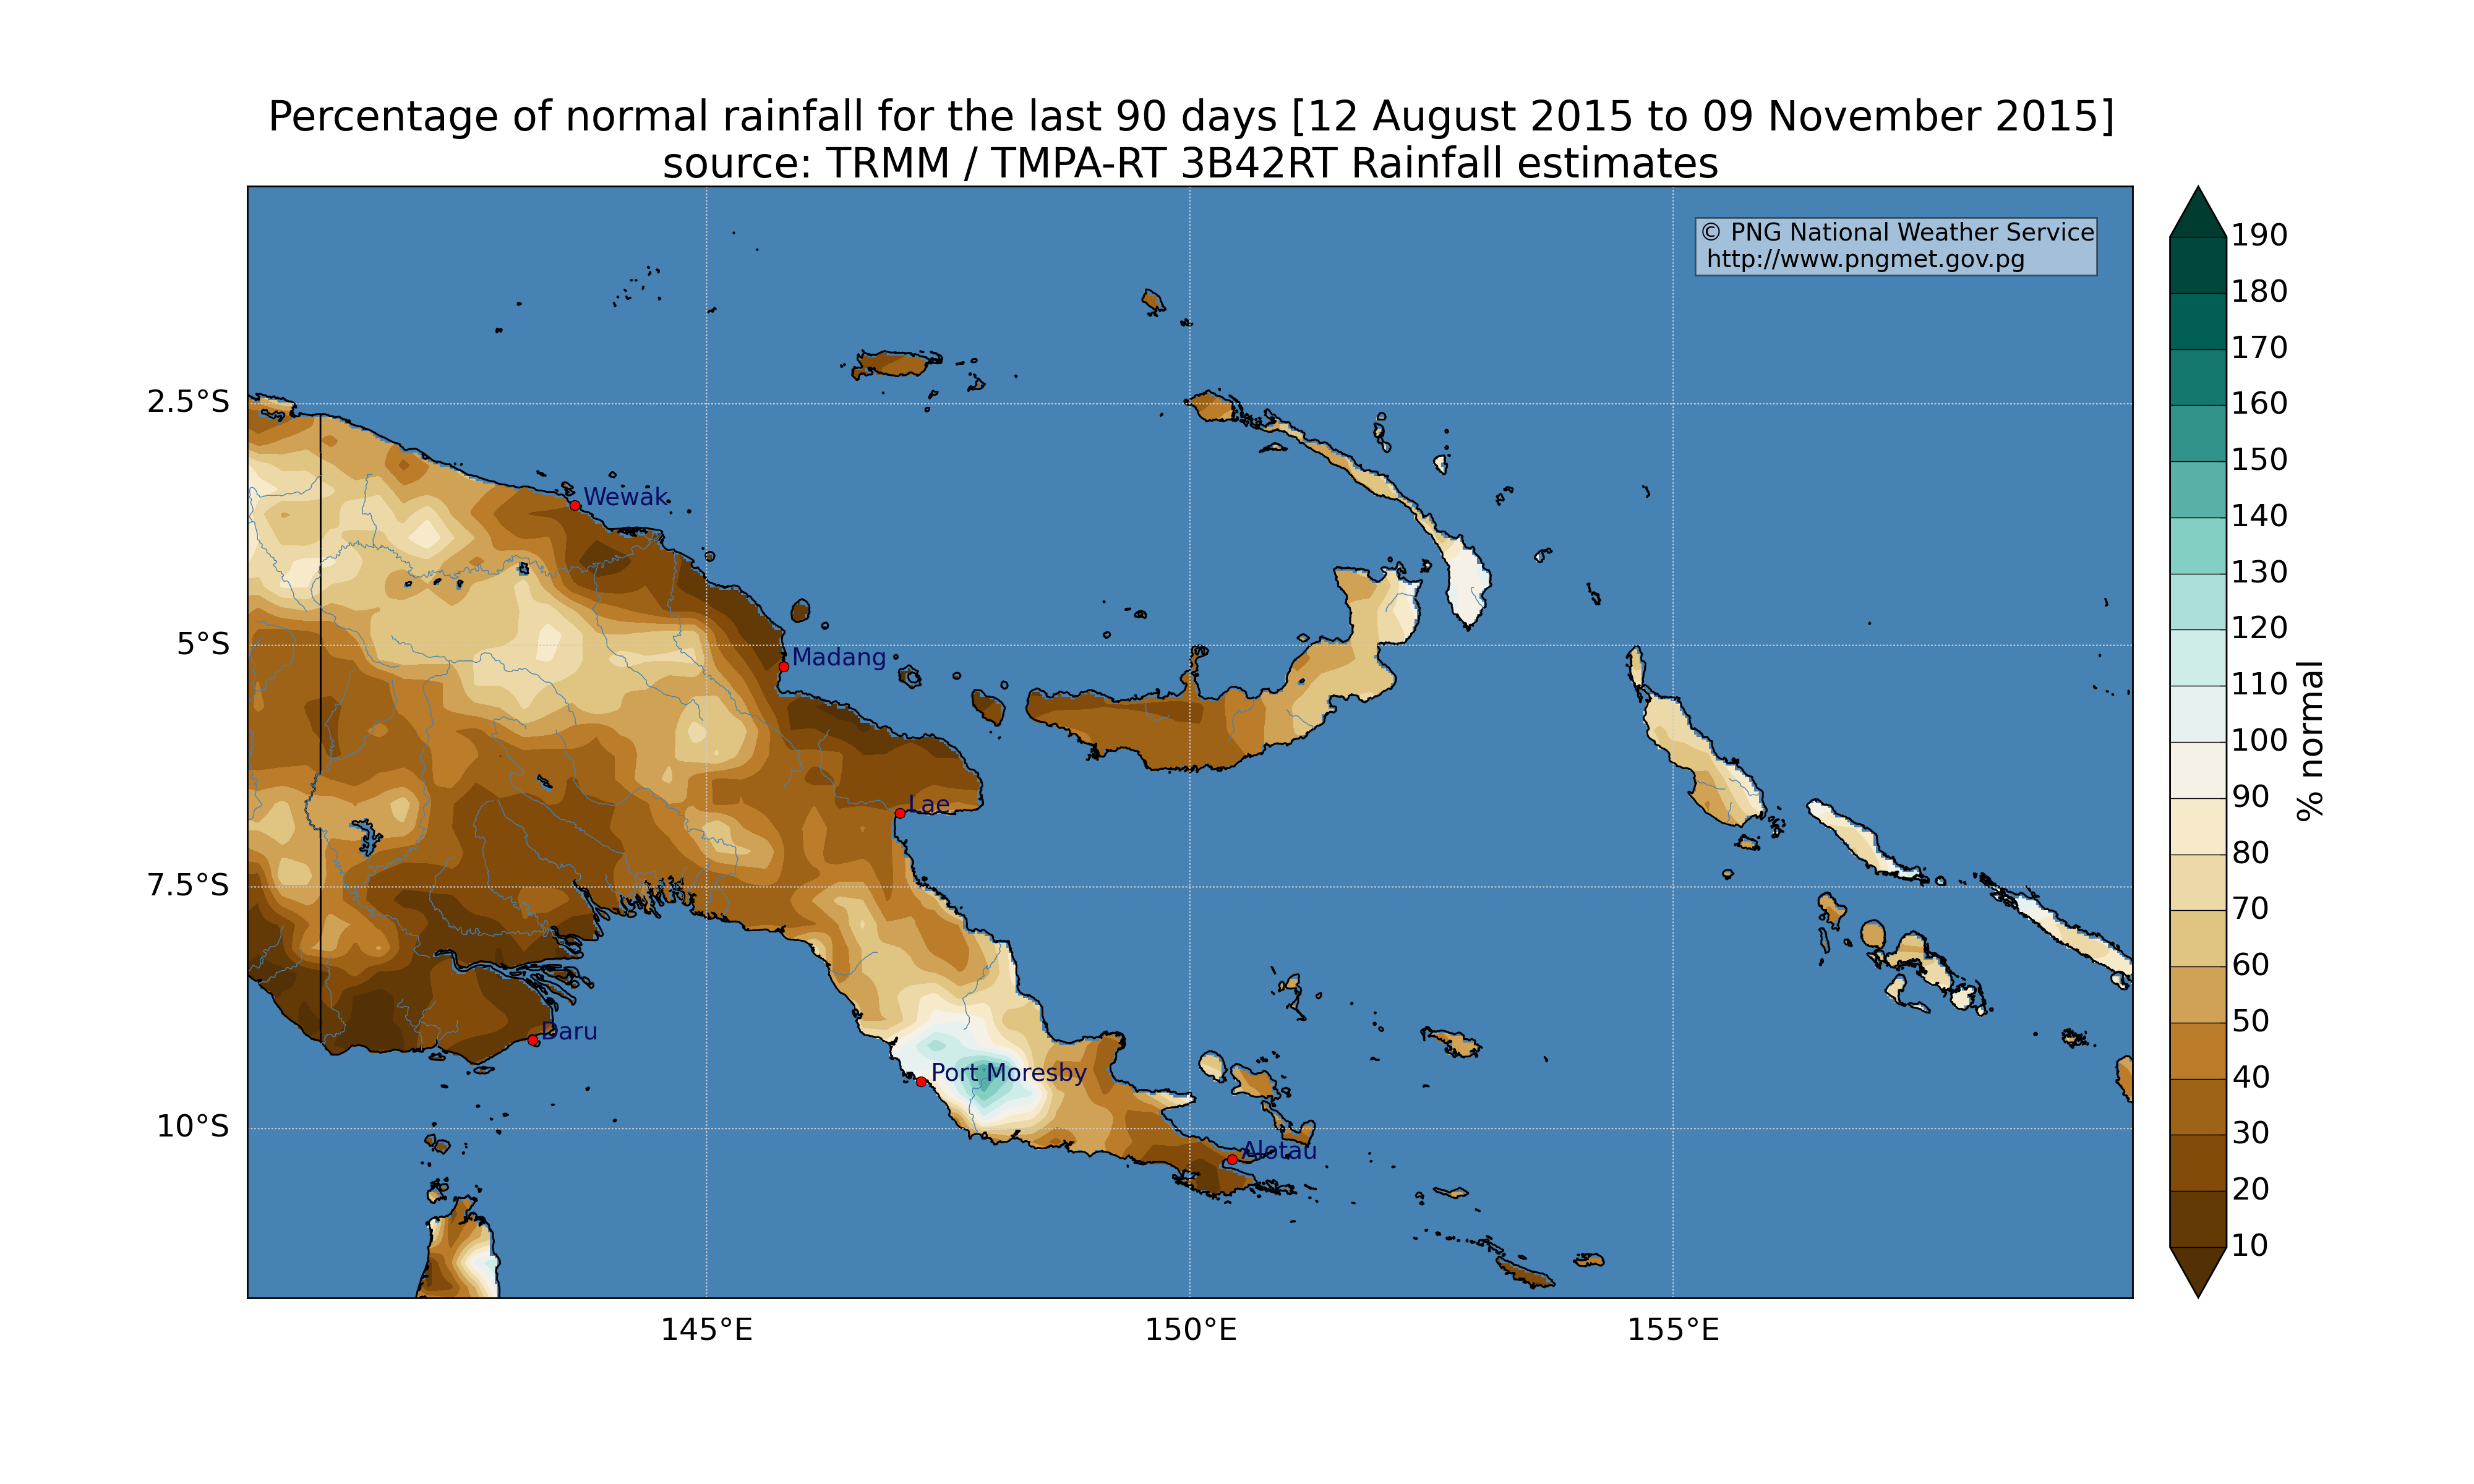 Percentage of normal rainfall for the last 90 days [12 August 2015 to 09 November 2015]
source: TRMM / TMPA-RT 3B42RT Rainfall estimates
© PNG National Weather Service
http://www.pngmet.gov.pg
2.5°S
5°S
7.5°S
10°S
Wewak
Madang
Lae
Daru
Port Moresby
Alotau
145°E
150°E
155°E
190
180
170
160
150
140
130
120
110
100
90
80
70
60
50
40
30
20
10
% normal